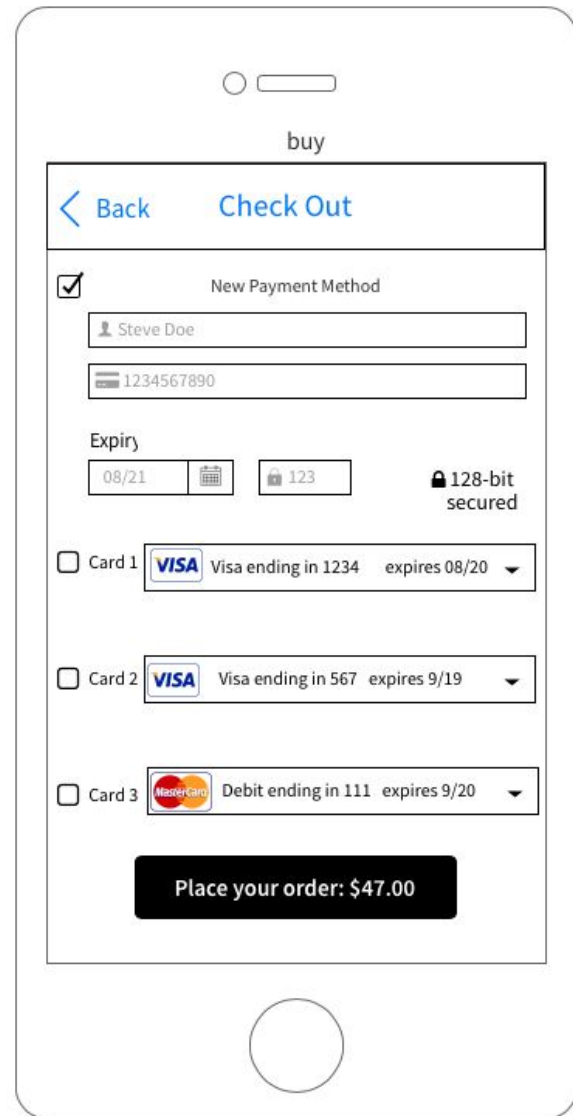 buy
Back Check Out
New Payment Method
Steve Doe
1234567890
Expiry
08/21 123 128-bit
secured
Card 1 VISA Visa ending in 1234 expires 08/20
Card 2 VISA Visa ending in 567 expires 9/19
Card 3 MasterCard Debit ending in 111 expires 9/20
Place your order: $47.00